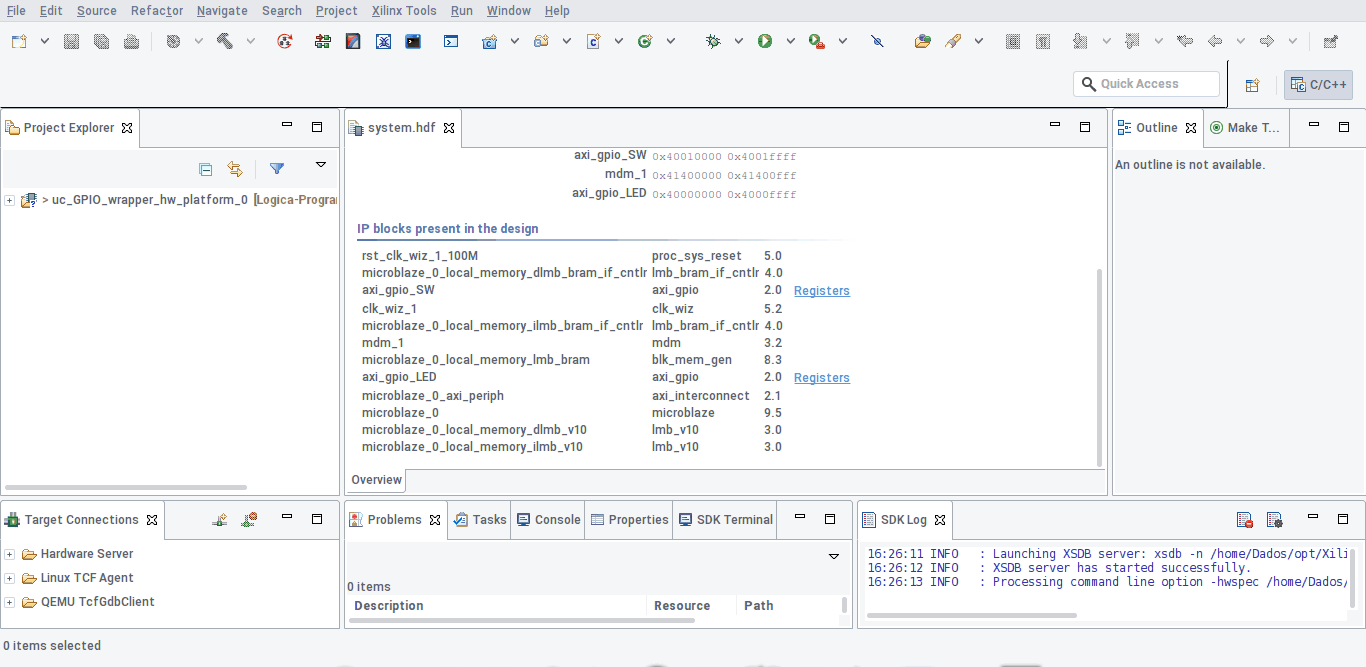 File Edit Source Refactor Navigate Search Project Xilinx Tools Run Window Help
Quick Access
C/C++
Project Explorer
> uc_GPIO_wrapper_hw_platform_0 [Logica-Progra
system.hdf
axi_gpio_SW 0x40010000 0x4001ffff
mdm_1 0x41400000 0x41400fff
axi_gpio_LED 0x40000000 0x4000ffff
IP blocks present in the design
rst_clk_wiz_1_100M proc_sys_reset 5.0
microblaze_0_local_memory_dlmb_bram_if_cntlr lmb_bram_if_cntlr 4.0
axi_gpio_SW axi_gpio 2.0 Registers
clk_wiz_1 clk_wiz 5.2
microblaze_0_local_memory_ilmb_bram_if_cntlr lmb_bram_if_cntlr 4.0
mdm_1 mdm 3.2
microblaze_0_local_memory_lmb_bram blk_mem_gen 8.3
axi_gpio_LED axi_gpio 2.0 Registers
microblaze_0_axi_periph axi_interconnect 2.1
microblaze_0 microblaze 9.5
microblaze_0_local_memory_dlmb_v10 lmb_v10 3.0
microblaze_0_local_memory_ilmb_v10 lmb_v10 3.0
Overview
Outline Make T...
An outline is not available.
Target Connections
Hardware Server
Linux TCF Agent
QEMU TcfGdbClient
Problems Tasks Console Properties SDK Terminal
0 items
Description Resource Path
SDK Log
16:26:11 INFO : Launching XSDB server: xsdb -n /home/Dados/opt/Xili
16:26:12 INFO : XSDB server has started successfully.
16:26:13 INFO : Processing command line option -hwspec /home/Dados/
0 items selected